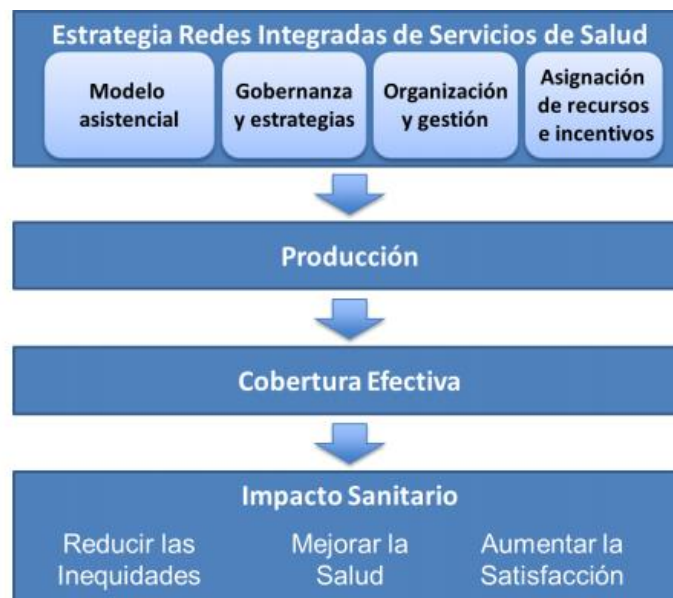 Estrategia Redes Integradas de Servicios de Salud
Modelo
asistencial
Gobernanza
y estrategias
Organización
y gestión
Asignación
de recursos
e incentivos
Producción
Cobertura Efectiva
Impacto Sanitario
Reducir las
Inequidades
Mejorar la
Salud
Aumentar la
Satisfacción